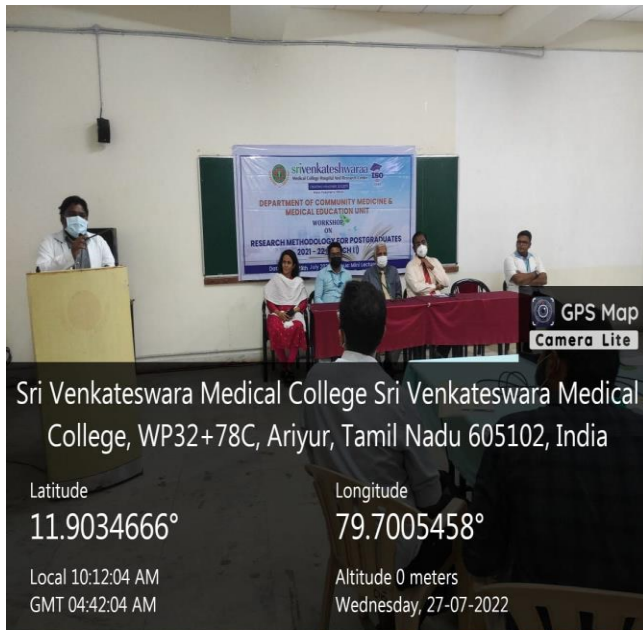 srivenkateshwaraa
Medical College Hospital And Research Centre
ISO
DEPARTMENT OF COMMUNITY MEDICINE &
MEDICAL EDUCATION UNIT
WORKSHOP
ON
RESEARCH METHODOLOGY FOR POSTGRADUATES
2021 - 22
GPS Map
Camera Lite
Sri Venkateswara Medical College Sri Venkateswara Medical
College, WP32+78C, Ariyur, Tamil Nadu 605102, India
Latitude
11.9034666°
Longitude
79.7005458°
Local 10:12:04 AM
GMT 04:42:04 AM
Altitude 0 meters
Wednesday, 27-07-2022